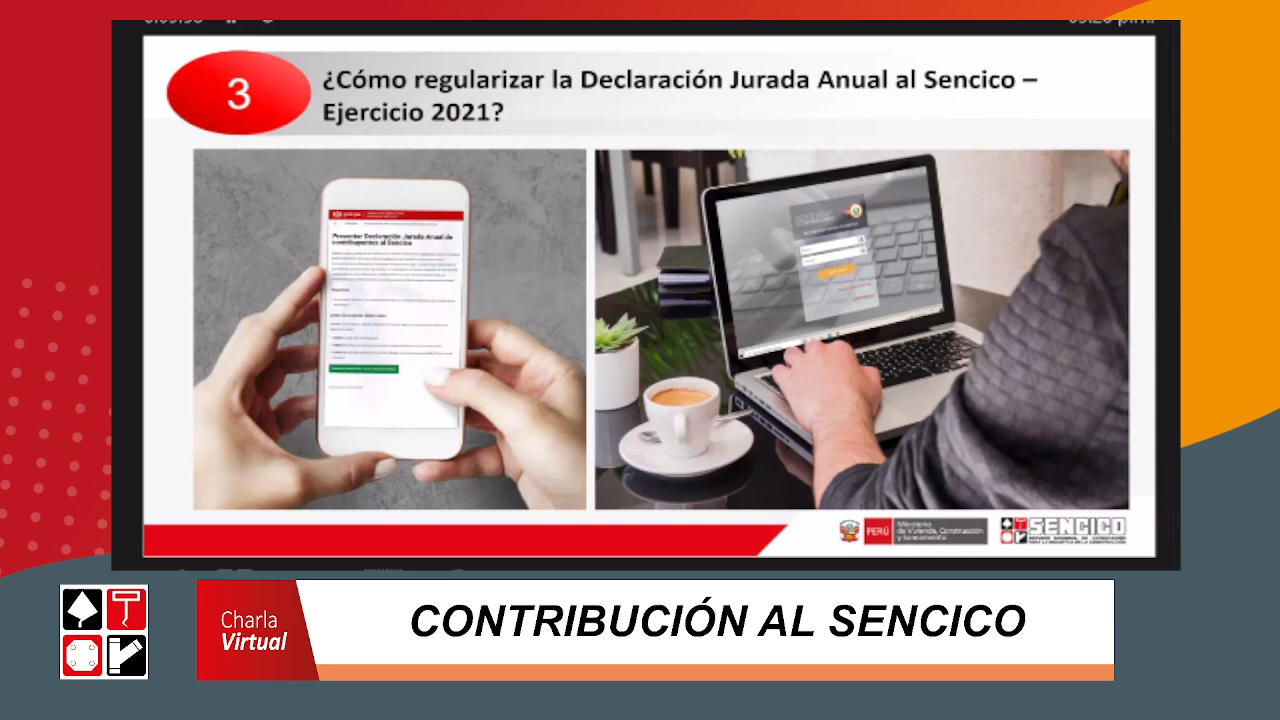 3
¿Cómo regularizar la Declaración Jurada Anual al Sencico –
Ejercicio 2021?
Presentar Declaración Jurada Anual de
contribuyentes al Sencico
PERÚ
Ministerio
de Vivienda, Construcción
y Saneamiento
SENCICO
Charla
Virtual
CONTRIBUCIÓN AL SENCICO